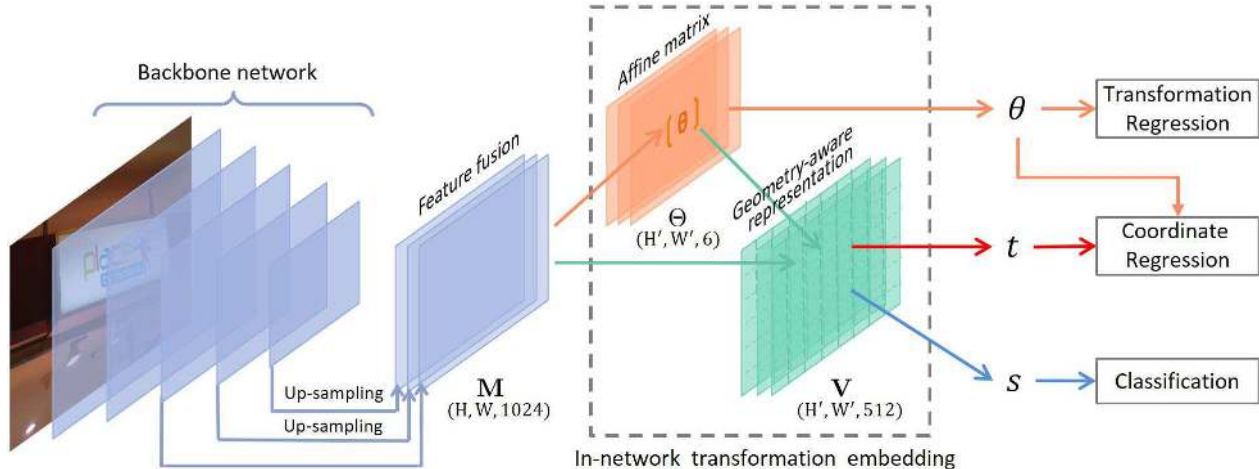 Backbone network
Feature fusion
Affine matrix
[θ]
Θ
(H′, W′, 6)
Geometry-aware
representation
Up-sampling
Up-sampling
M
(H, W, 1024)
V
(H′, W′, 512)
In-network transformation embedding
θ
Transformation
Regression
t
Coordinate
Regression
s
Classification